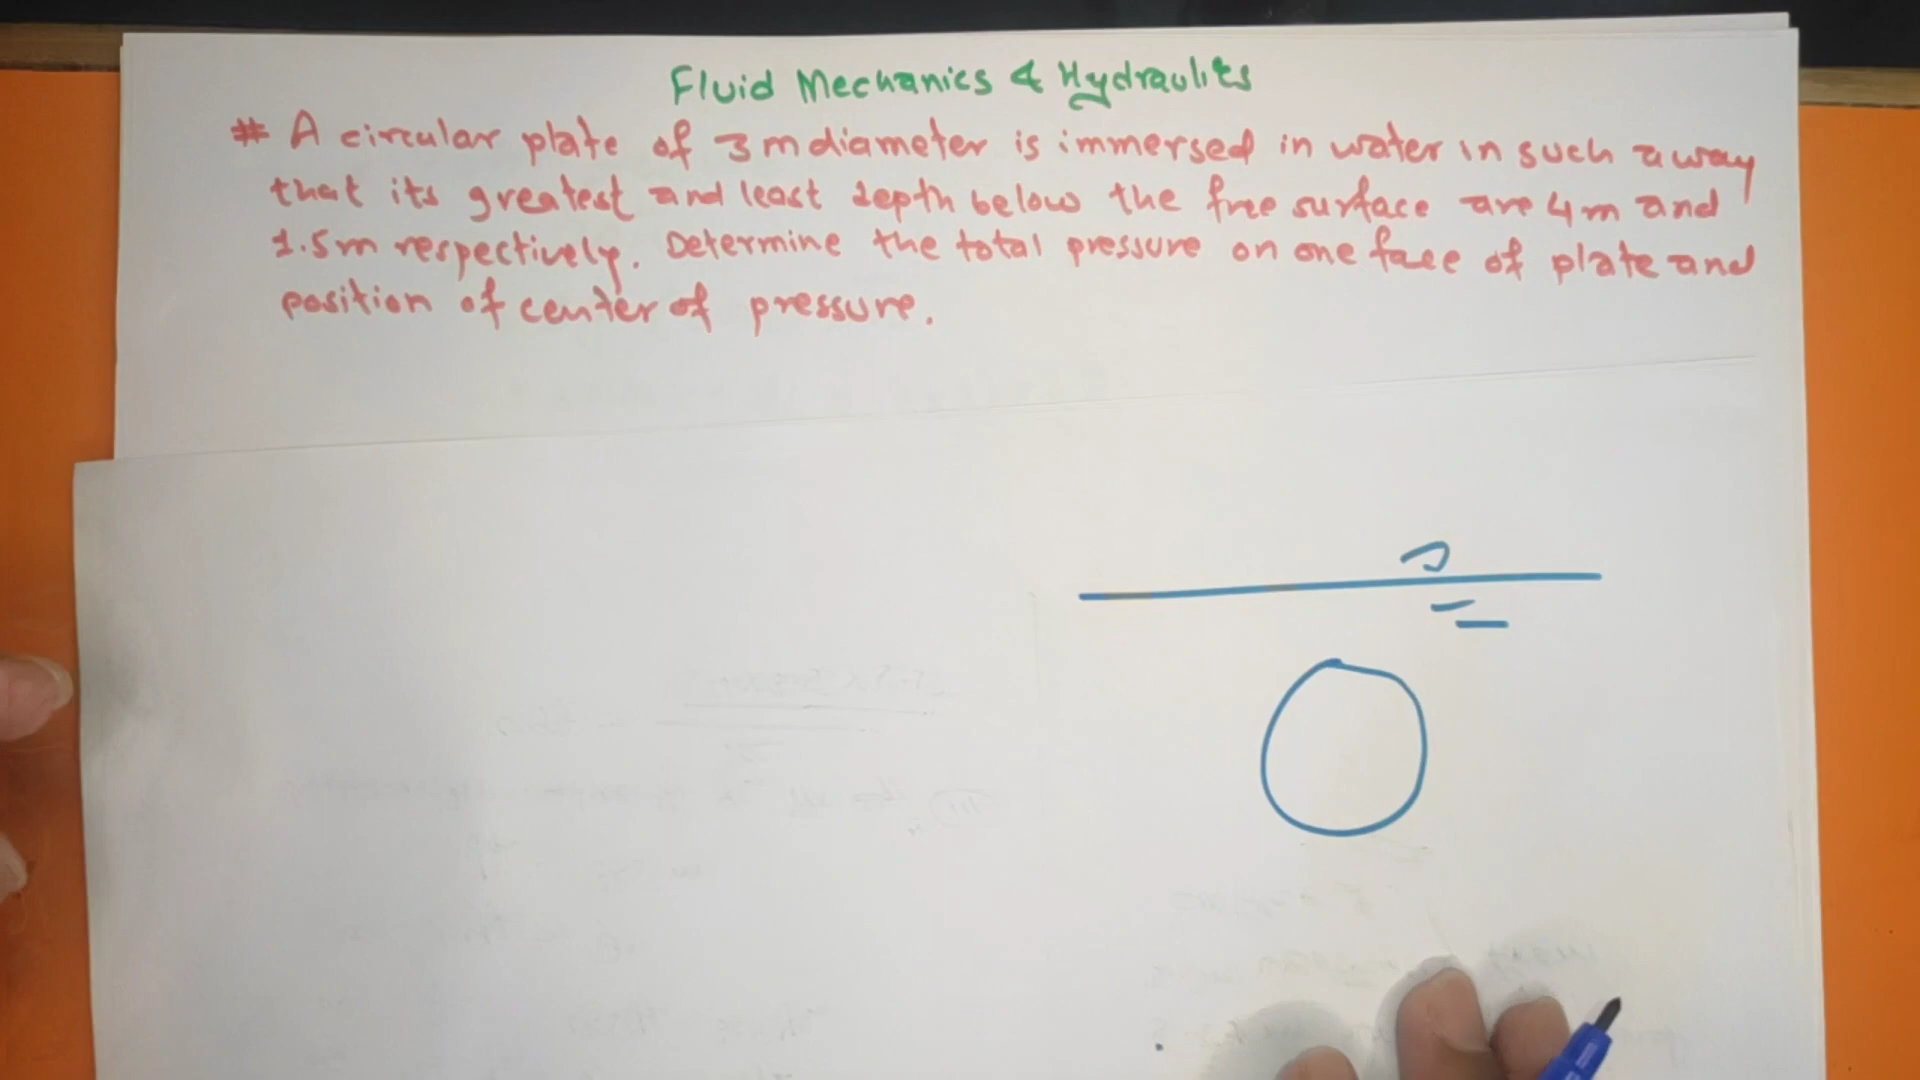 Fluid Mechanics & Hydraulics
# A circular plate of 3 m diameter is immersed in water in such a way
that its greatest and least depth below the free surface are 4 m and
1.5 m respectively. Determine the total pressure on one face of plate and
position of center of pressure.